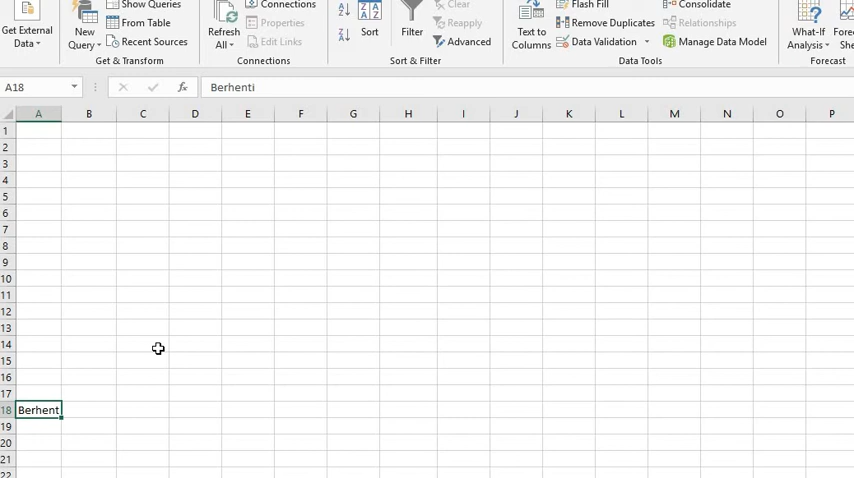 Show Queries
Consolidate
Get External
Data
New
Query
From Table
Recent Sources
Get & Transform
Refresh
All
Connections
Properties
Edit Links
Connections
Sort
Filter
Clear
Reapply
Advanced
Sort & Filter
Text to
Columns
Flash Fill
Remove Duplicates
Data Validation
Relationships
Manage Data Model
Data Tools
What-If
Analysis
Forecast
A18
fx
Berhenti
A B C D E F G H I J K L M N O P
1
2
3
4
5
6
7
8
9
10
11
12
13
14
15
16
17
18 Berhent
19
20
21
22